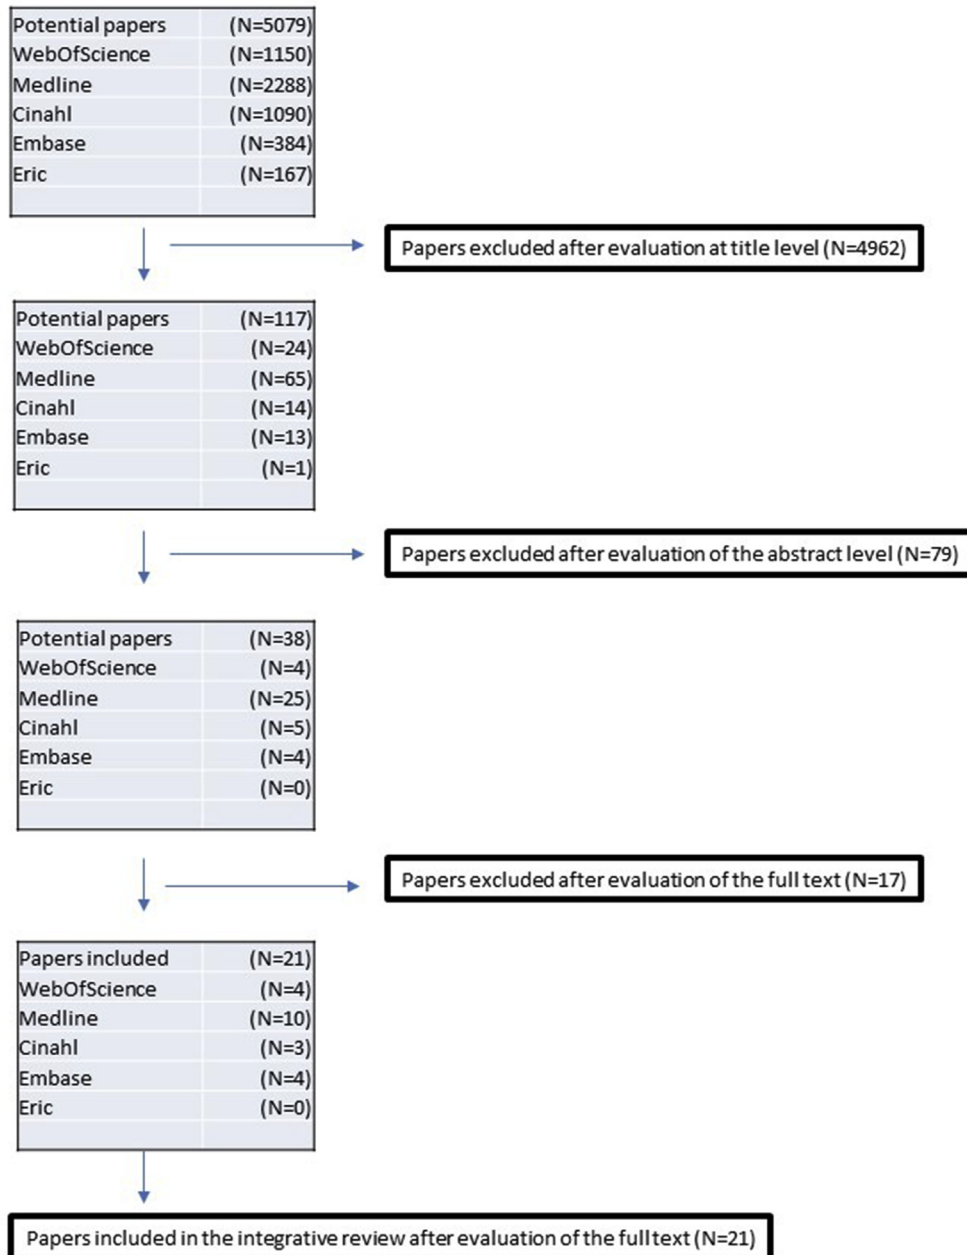 Potential papers (N=5079)
WebOfScience (N=1150)
Medline (N=2288)
Cinahl (N=1090)
Embase (N=384)
Eric (N=167)
Papers excluded after evaluation at title level (N=4962)
Potential papers (N=117)
WebOfScience (N=24)
Medline (N=65)
Cinahl (N=14)
Embase (N=13)
Eric (N=1)
Papers excluded after evaluation of the abstract level (N=79)
Potential papers (N=38)
WebOfScience (N=4)
Medline (N=25)
Cinahl (N=5)
Embase (N=4)
Eric (N=0)
Papers excluded after evaluation of the full text (N=17)
Papers included (N=21)
WebOfScience (N=4)
Medline (N=10)
Cinahl (N=3)
Embase (N=4)
Eric (N=0)
Papers included in the integrative review after evaluation of the full text (N=21)